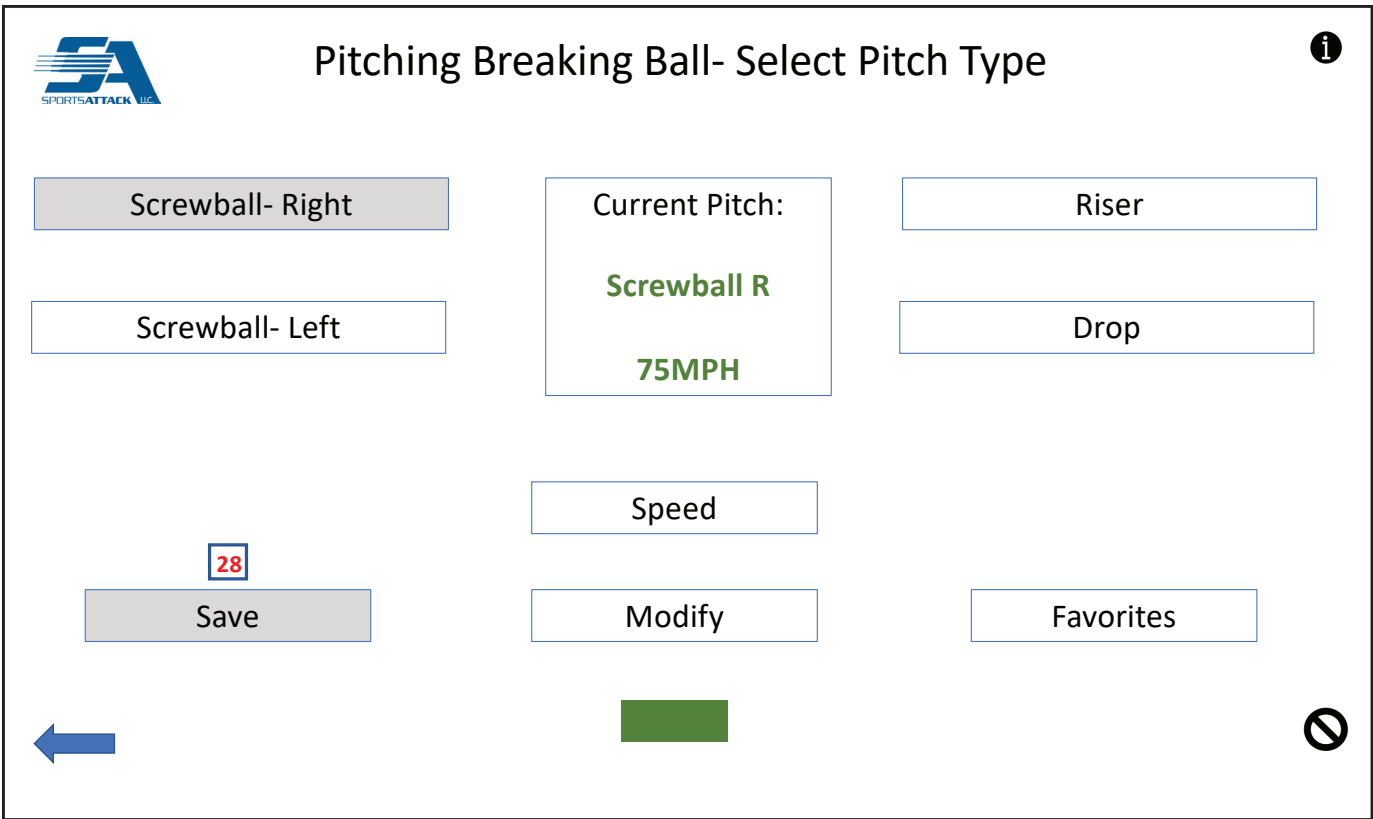 SPORTSATTACK LLC.
Pitching Breaking Ball- Select Pitch Type
i
Screwball- Right
Current Pitch:
Riser
Screwball R
Screwball- Left
Drop
75MPH
Speed
28
Save
Modify
Favorites